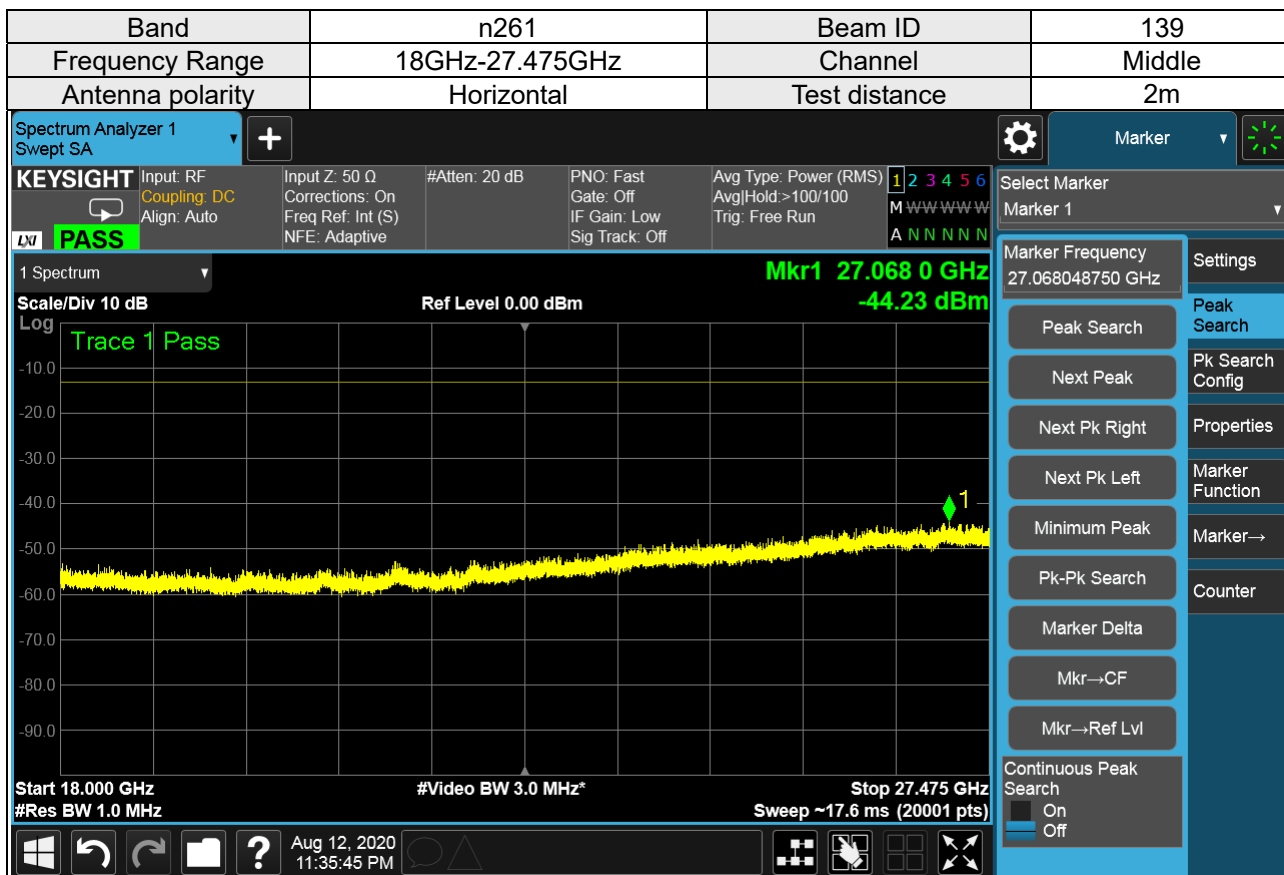 Band n261 Beam ID 139
Frequency Range 18GHz-27.475GHz Channel Middle
Antenna polarity Horizontal Test distance 2m
Spectrum Analyzer 1
Swept SA
+
Marker
KEYSIGHT
LXI PASS
Input: RF
Coupling: DC
Align: Auto
Input Z: 50 Ω
Corrections: On
Freq Ref: Int (S)
NFE: Adaptive
#Atten: 20 dB
PNO: Fast
Gate: Off
IF Gain: Low
Sig Track: Off
Avg Type: Power (RMS)
Avg|Hold:>100/100
Trig: Free Run
1 2 3 4 5 6
M W W W W W
A N N N N N
Select Marker
Marker 1
1 Spectrum
Mkr1 27.068 0 GHz
Scale/Div 10 dB Ref Level 0.00 dBm -44.23 dBm
Log
Trace 1 Pass
-10.0
-20.0
-30.0
-40.0
-50.0
-60.0
-70.0
-80.0
-90.0
1
Start 18.000 GHz #Video BW 3.0 MHz* Stop 27.475 GHz
#Res BW 1.0 MHz Sweep ~17.6 ms (20001 pts)
Marker Frequency
27.068048750 GHz
Peak Search
Next Peak
Next Pk Right
Next Pk Left
Minimum Peak
Pk-Pk Search
Marker Delta
Mkr→CF
Mkr→Ref Lvl
Continuous Peak
Search
On
Off
Settings
Peak
Search
Pk Search
Config
Properties
Marker
Function
Marker→
Counter
?
Aug 12, 2020
11:35:45 PM